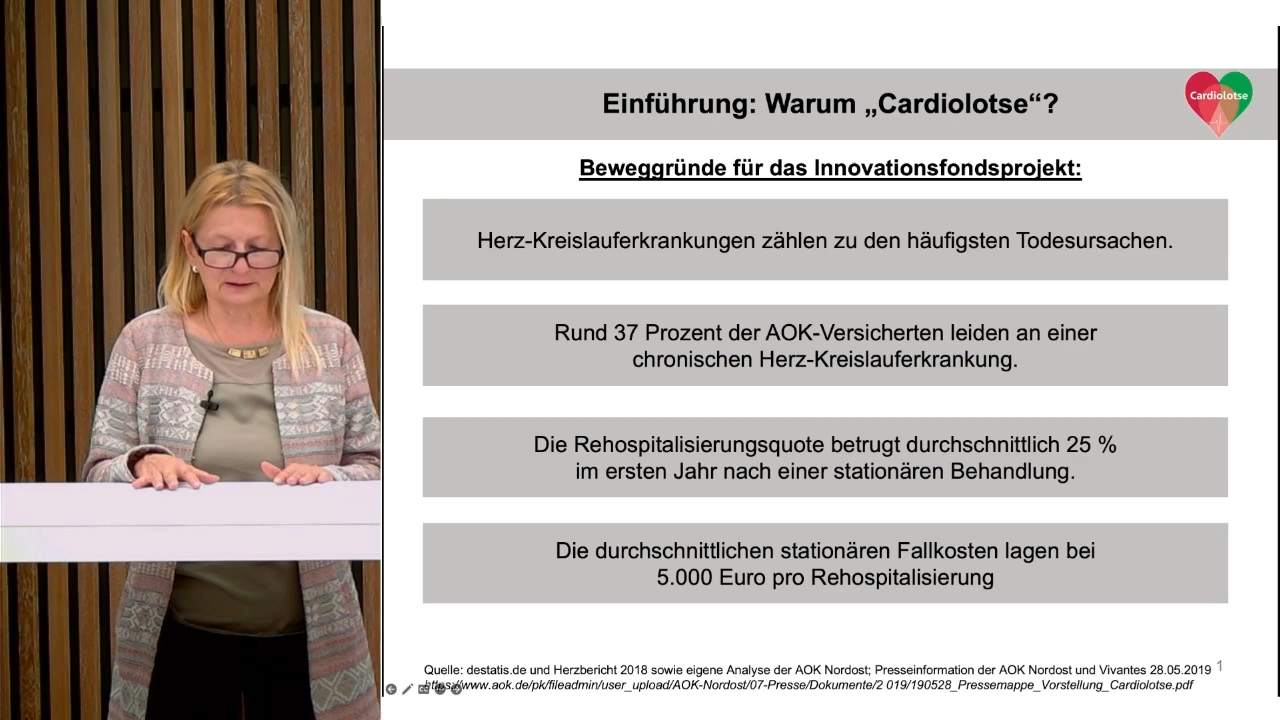 Einführung: Warum „Cardiolotse“?
Cardiolotse
Beweggründe für das Innovationsfondsprojekt:
Herz-Kreislauferkrankungen zählen zu den häufigsten Todesursachen.
Rund 37 Prozent der AOK-Versicherten leiden an einer
chronischen Herz-Kreislauferkrankung.
Die Rehospitalisierungsquote betrugt durchschnittlich 25 %
im ersten Jahr nach einer stationären Behandlung.
Die durchschnittlichen stationären Fallkosten lagen bei
5.000 Euro pro Rehospitalisierung
Quelle: destatis.de und Herzbericht 2018 sowie eigene Analyse der AOK Nordost; Presseinformation der AOK Nordost und Vivantes 28.05.2019
1
https://www.aok.de/pk/fileadmin/user_upload/AOK-Nordost/07-Presse/Dokumente/2 019/190528_Pressemappe_Vorstellung_Cardiolotse.pdf